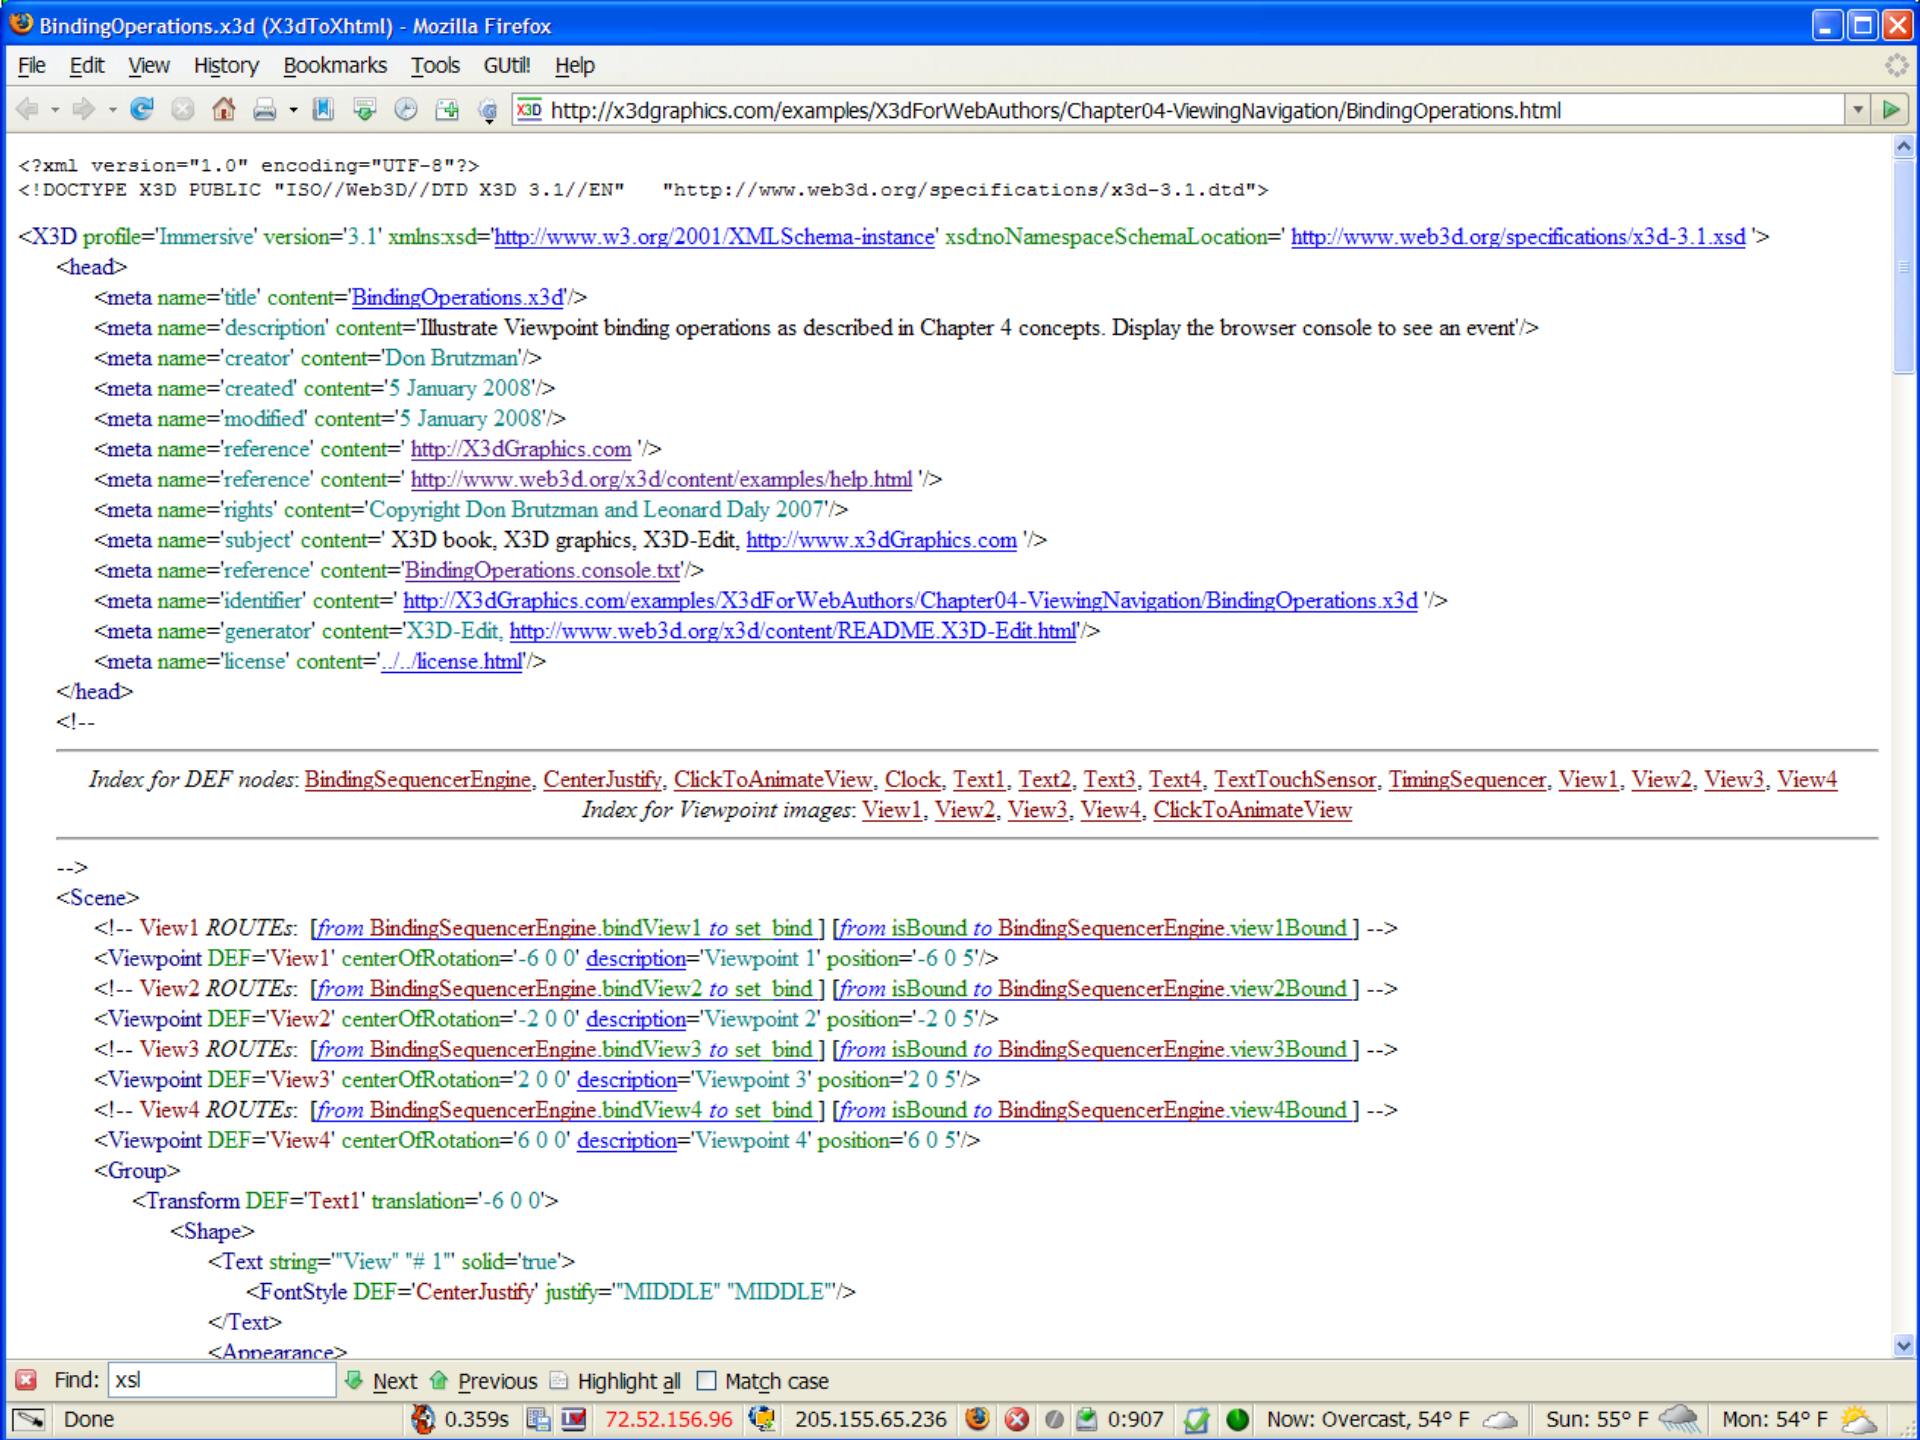 BindingOperations.x3d (X3dToXhtml) - Mozilla Firefox
File Edit View History Bookmarks Tools GUtil! Help
X3D http://x3dgraphics.com/examples/X3dForWebAuthors/Chapter04-ViewingNavigation/BindingOperations.html
<?xml version="1.0" encoding="UTF-8"?>
<!DOCTYPE X3D PUBLIC "ISO//Web3D//DTD X3D 3.1//EN" "http://www.web3d.org/specifications/x3d-3.1.dtd">
<X3D profile='Immersive' version='3.1' xmlns:xsd='http://www.w3.org/2001/XMLSchema-instance' xsd:noNamespaceSchemaLocation=' http://www.web3d.org/specifications/x3d-3.1.xsd '>
<head>
<meta name='title' content='BindingOperations.x3d'/>
<meta name='description' content='Illustrate Viewpoint binding operations as described in Chapter 4 concepts. Display the browser console to see an event'/>
<meta name='creator' content='Don Brutzman'/>
<meta name='created' content='5 January 2008'/>
<meta name='modified' content='5 January 2008'/>
<meta name='reference' content=' http://X3dGraphics.com '/>
<meta name='reference' content=' http://www.web3d.org/x3d/content/examples/help.html '/>
<meta name='rights' content='Copyright Don Brutzman and Leonard Daly 2007'/>
<meta name='subject' content=' X3D book, X3D graphics, X3D-Edit, http://www.x3dGraphics.com '/>
<meta name='reference' content='BindingOperations.console.txt'/>
<meta name='identifier' content=' http://X3dGraphics.com/examples/X3dForWebAuthors/Chapter04-ViewingNavigation/BindingOperations.x3d '/>
<meta name='generator' content='X3D-Edit, http://www.web3d.org/x3d/content/README.X3D-Edit.html'/>
<meta name='license' content='../../license.html'/>
</head>
<!--
Index for DEF nodes: BindingSequencerEngine, CenterJustify, ClickToAnimateView, Clock, Text1, Text2, Text3, Text4, TextTouchSensor, TimingSequencer, View1, View2, View3, View4
Index for Viewpoint images: View1, View2, View3, View4, ClickToAnimateView
-->
<Scene>
<!-- View1 ROUTEs: [from BindingSequencerEngine.bindView1 to set_bind ] [from isBound to BindingSequencerEngine.view1Bound ] -->
<Viewpoint DEF='View1' centerOfRotation='-6 0 0' description='Viewpoint 1' position='-6 0 5'/>
<!-- View2 ROUTEs: [from BindingSequencerEngine.bindView2 to set_bind ] [from isBound to BindingSequencerEngine.view2Bound ] -->
<Viewpoint DEF='View2' centerOfRotation='-2 0 0' description='Viewpoint 2' position='-2 0 5'/>
<!-- View3 ROUTEs: [from BindingSequencerEngine.bindView3 to set_bind ] [from isBound to BindingSequencerEngine.view3Bound ] -->
<Viewpoint DEF='View3' centerOfRotation='2 0 0' description='Viewpoint 3' position='2 0 5'/>
<!-- View4 ROUTEs: [from BindingSequencerEngine.bindView4 to set_bind ] [from isBound to BindingSequencerEngine.view4Bound ] -->
<Viewpoint DEF='View4' centerOfRotation='6 0 0' description='Viewpoint 4' position='6 0 5'/>
<Group>
<Transform DEF='Text1' translation='-6 0 0'>
<Shape>
<Text string='"View" "# 1"' solid='true'>
<FontStyle DEF='CenterJustify' justify='"MIDDLE" "MIDDLE"'/>
</Text>
<Appearance>
Find: xsl Next Previous Highlight all Match case
Done 0.359s 72.52.156.96 205.155.65.236 0:907 Now: Overcast, 54° F Sun: 55° F Mon: 54° F